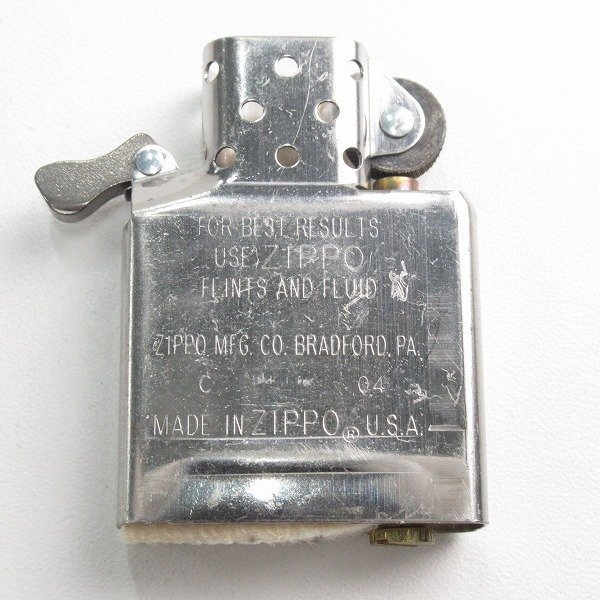 FOR BEST RESULTS
USE ZIPPO
FLINTS AND FLUID
ZIPPO MFG. CO. BRADFORD, PA.
C 04
MADE IN ZIPPO® U.S.A.